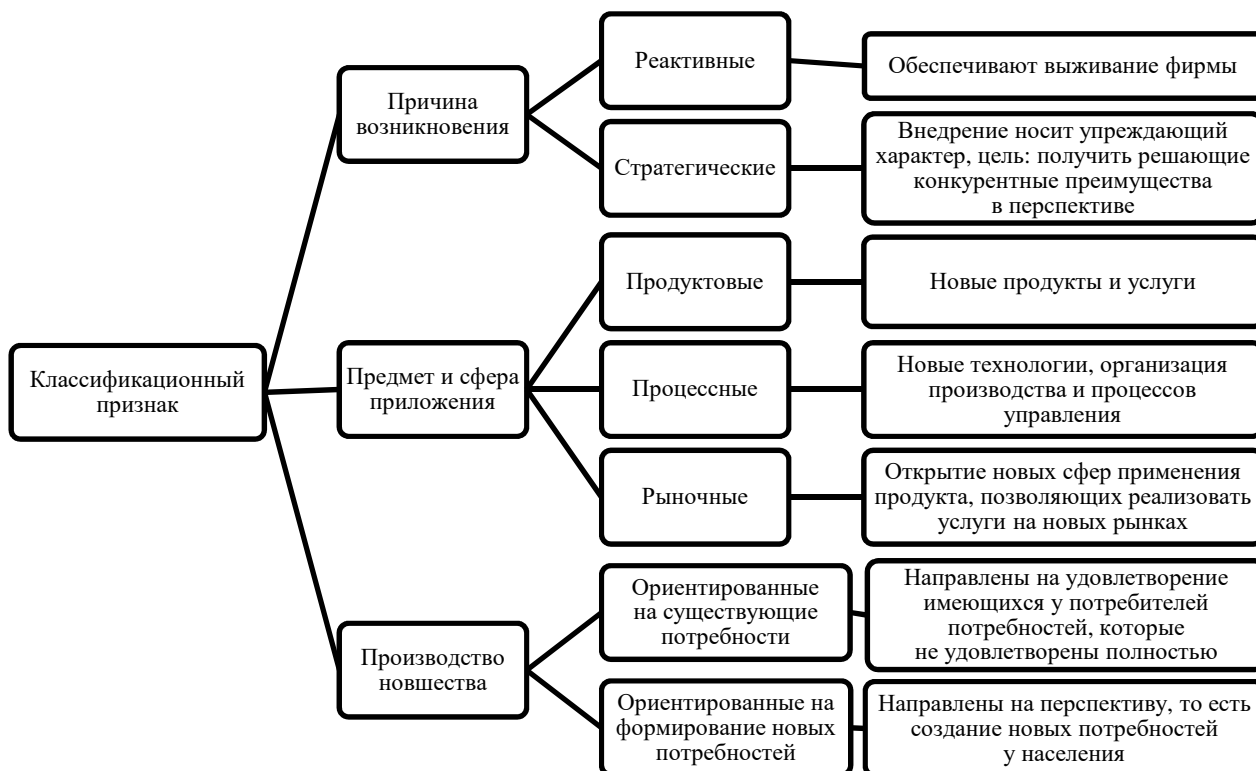 Классификационный
признак
Причина
возникновения
Реактивные
Обеспечивают выживание фирмы
Стратегические
Внедрение носит упреждающий
характер, цель: получить решающие
конкурентные преимущества
в перспективе
Предмет и сфера
приложения
Продуктовые
Новые продукты и услуги
Процессные
Новые технологии, организация
производства и процессов
управления
Рыночные
Открытие новых сфер применения
продукта, позволяющих реализовать
услуги на новых рынках
Производство
новшества
Ориентированные
на существующие
потребности
Направлены на удовлетворение
имеющихся у потребителей
потребностей, которые
не удовлетворены полностью
Ориентированные на
формирование новых
потребностей
Направлены на перспективу, то есть
создание новых потребностей
у населения